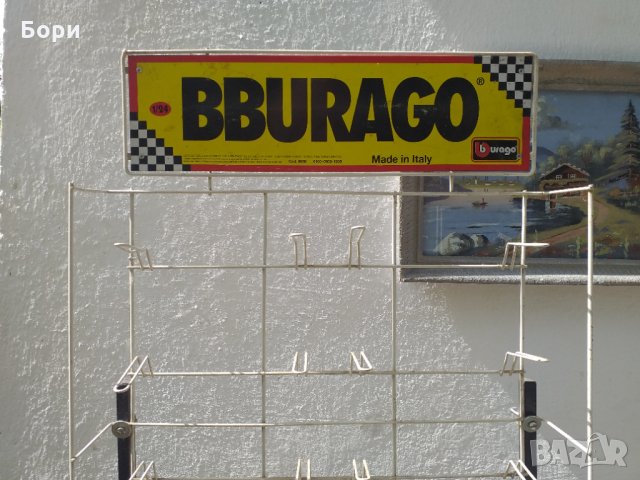 Бори
1/24
BBURAGO®
Made in Italy
burago
BAZAR